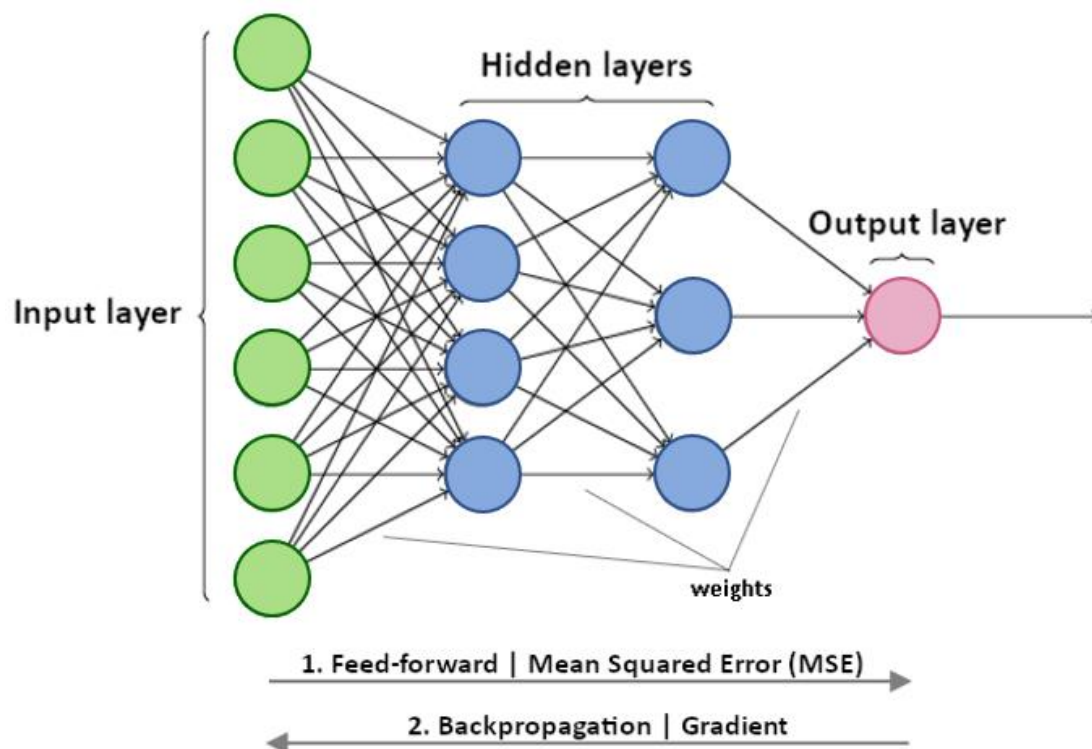 Hidden layers
Output layer
Input layer
weights
1. Feed-forward | Mean Squared Error (MSE)
2. Backpropagation | Gradient